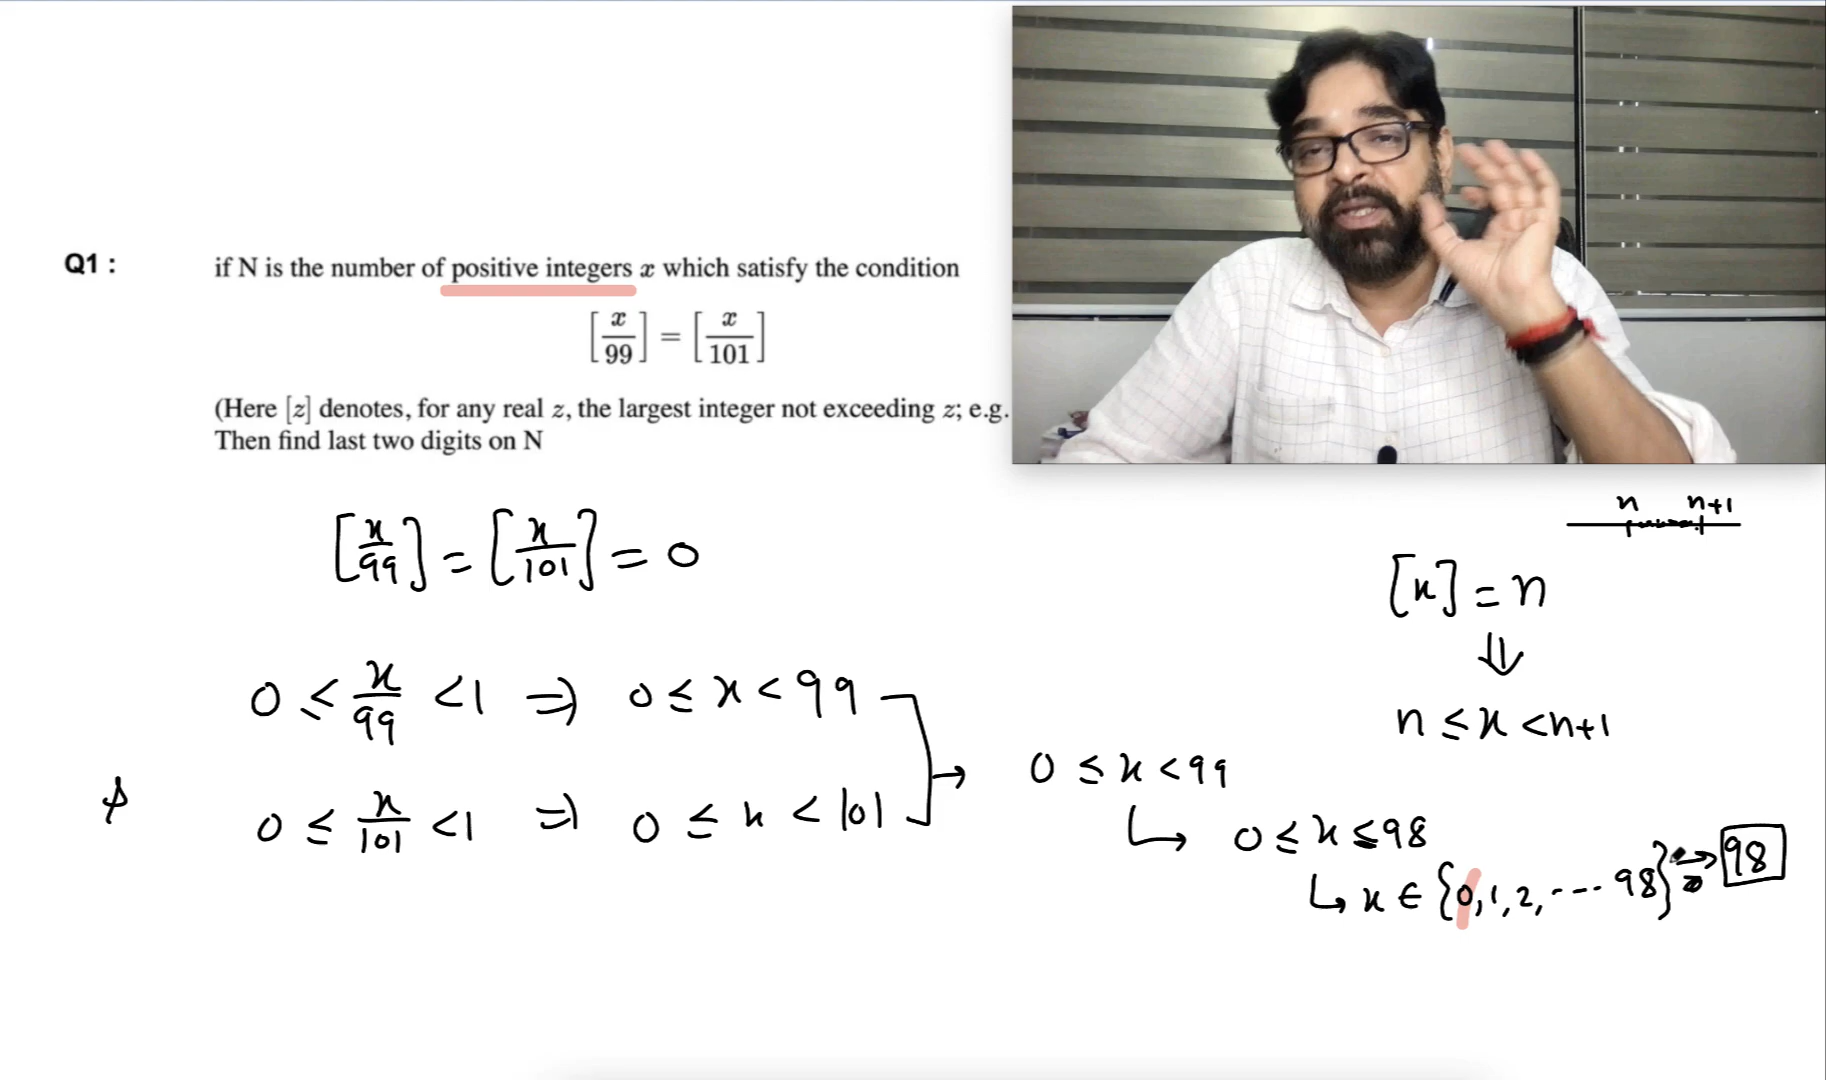 Q1 :
if N is the number of positive integers x which satisfy the condition
[x/99] = [x/101]
(Here [z] denotes, for any real z, the largest integer not exceeding z; e.g.
Then find last two digits on N
n n+1
[x/99] = [x/101] = 0
[x] = n
⇓
n ≤ x < n+1
0 ≤ x/99 < 1 ⇒ 0 ≤ x < 99
0 ≤ x/101 < 1 ⇒ 0 ≤ x < 101
→ 0 ≤ x < 99
↳ 0 ≤ x ≤ 98
↳ x ∈ {0, 1, 2, ---- 98} → 98